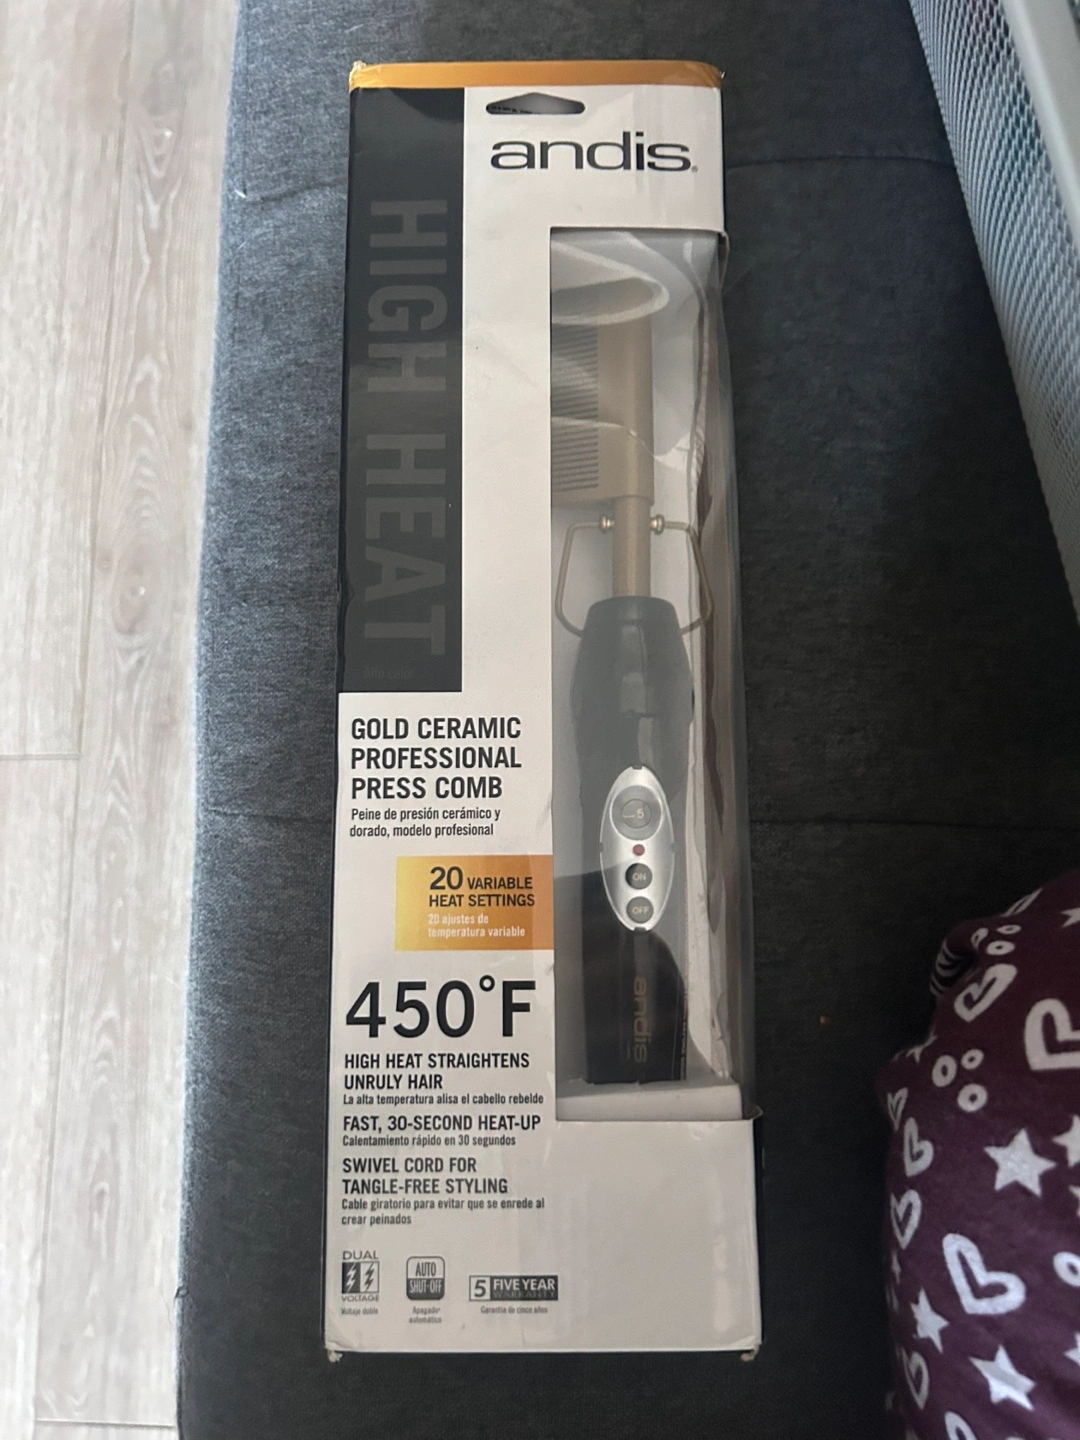 andis®
HIGH HEAT
Alto calor
GOLD CERAMIC
PROFESSIONAL
PRESS COMB
Peine de presión cerámico y
dorado, modelo profesional
20 VARIABLE
HEAT SETTINGS
20 ajustes de
temperatura variable
450°F
HIGH HEAT STRAIGHTENS
UNRULY HAIR
La alta temperatura alisa el cabello rebelde
FAST, 30-SECOND HEAT-UP
Calentamiento rápido en 30 segundos
SWIVEL CORD FOR
TANGLE-FREE STYLING
Cable giratorio para evitar que se enrede al
crear peinados
DUAL
VOLTAGE
Voltaje doble
AUTO
SHUT-OFF
Apagado
automático
5 FIVE YEAR
WARRANTY
Garantía de cinco años
5
ON
OFF
andis